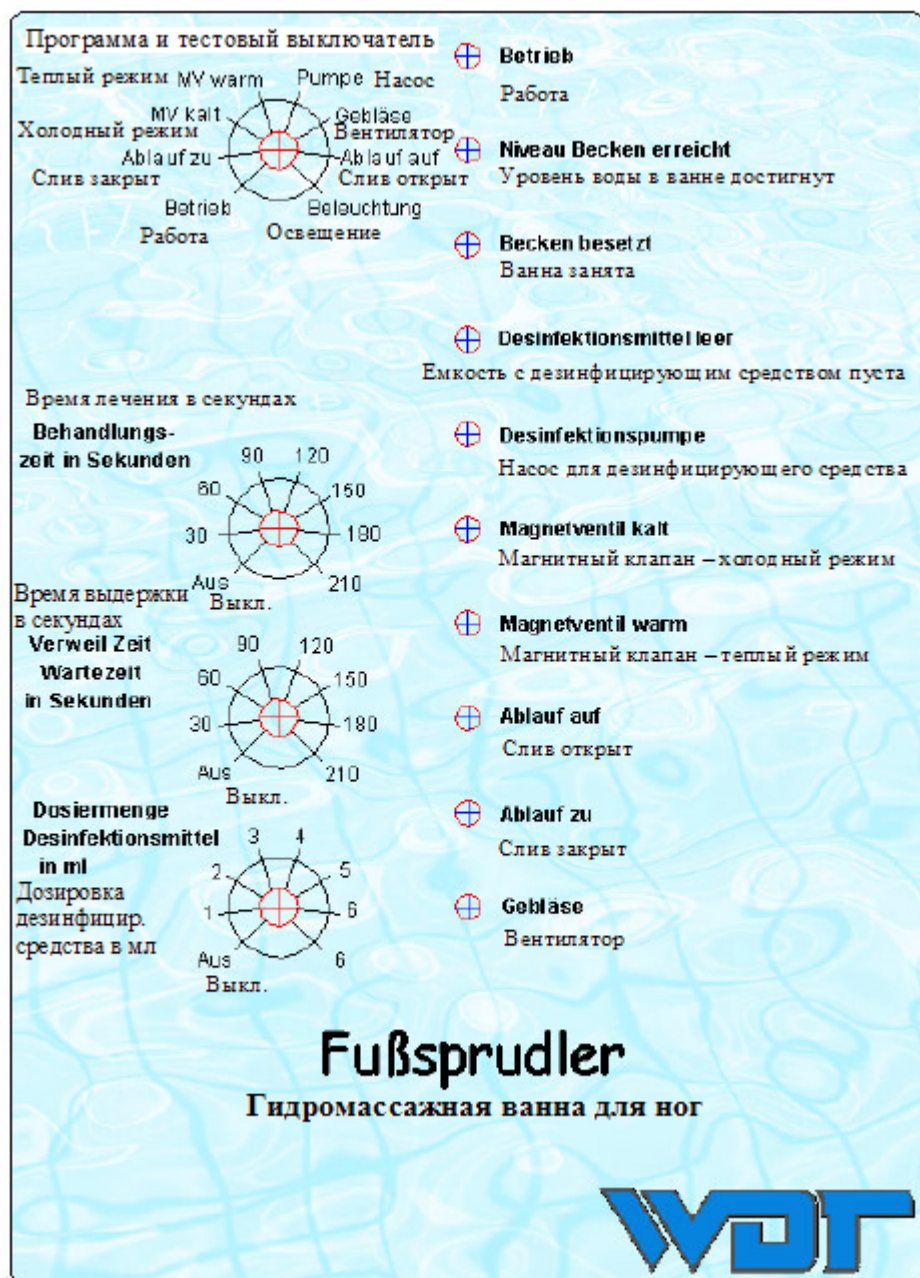 Программа и тестовый выключатель
Теплый режим MV warm Pumpe Насос
MV kalt Gebläse
Холодный режим Вентилятор
Ablauf zu Ablauf auf
Слив закрыт Слив открыт
Betrieb Beleuchtung
Работа Освещение
Время лечения в секундах
Behandlungs-
zeit in Sekunden
90 120
60 150
30 180
Aus 210
Выкл.
Время выдержки
в секундах
Verweil Zeit
Wartezeit
in Sekunden
90 120
60 150
30 180
Aus 210
Выкл.
Dosiermenge
Desinfektionsmittel
in ml
Дозировка
дезинфицир.
средства в мл
3 4
2 5
1 6
Aus 6
Выкл.
Betrieb
Работа
Niveau Becken erreicht
Уровень воды в ванне достигнут
Becken besetzt
Ванна занята
Desinfektionsmittel leer
Емкость с дезинфицирующим средством пуста
Desinfektionspumpe
Насос для дезинфицирующего средства
Magnetventil kalt
Магнитный клапан – холодный режим
Magnetventil warm
Магнитный клапан – теплый режим
Ablauf auf
Слив открыт
Ablauf zu
Слив закрыт
Gebläse
Вентилятор
Fußsprudler
Гидромассажная ванна для ног
WDT